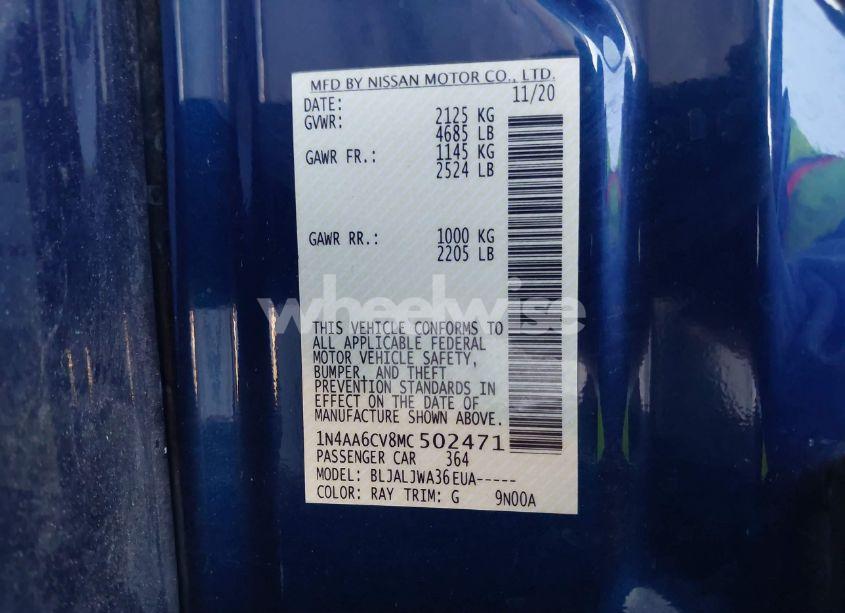 MFD BY NISSAN MOTOR CO., LTD.
DATE: 11/20
GVWR: 2125 KG
4685 LB
GAWR FR.: 1145 KG
2524 LB
GAWR RR.: 1000 KG
2205 LB
wheelwise
THIS VEHICLE CONFORMS TO
ALL APPLICABLE FEDERAL
MOTOR VEHICLE SAFETY,
BUMPER, AND THEFT
PREVENTION STANDARDS IN
EFFECT ON THE DATE OF
MANUFACTURE SHOWN ABOVE.
1N4AA6CV8MC502471
PASSENGER CAR 364
MODEL: BLJALJWA36EUA-----
COLOR: RAY TRIM: G 9N00A